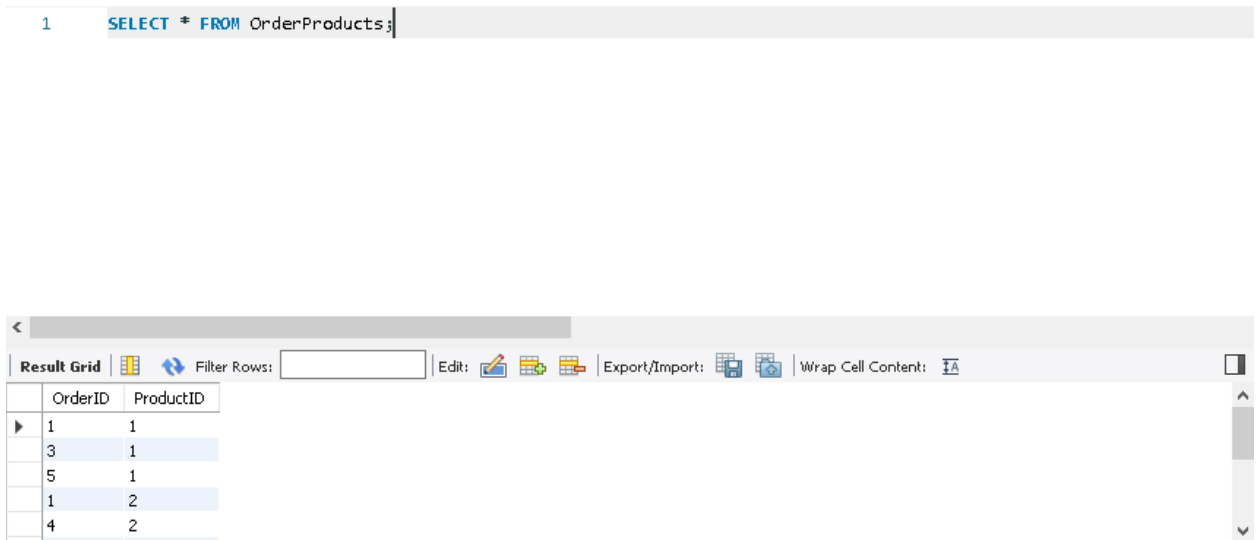 1 SELECT * FROM OrderProducts;
Result Grid Filter Rows: Edit: Export/Import: Wrap Cell Content: IA
OrderID ProductID
1 1
3 1
5 1
1 2
4 2